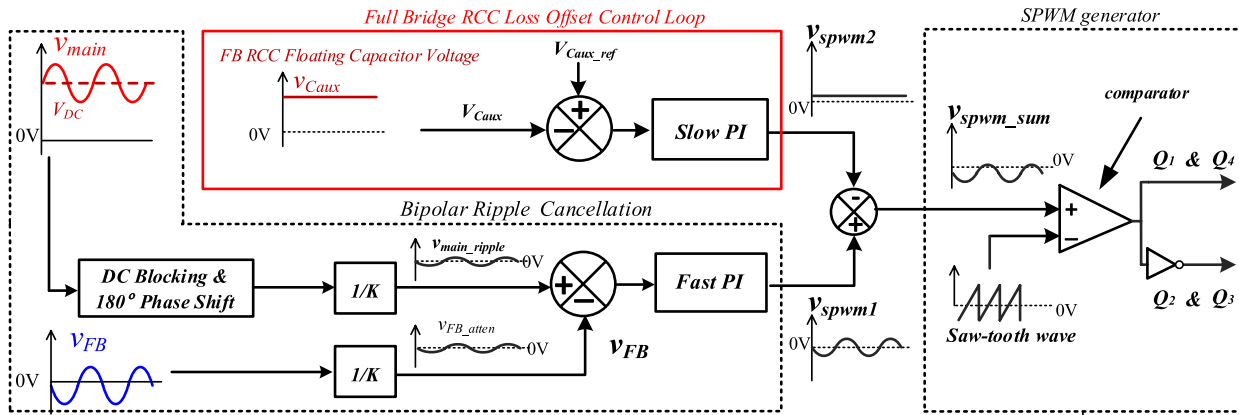 Full Bridge RCC Loss Offset Control Loop
SPWM generator
v_main
V_DC
0V
FB RCC Floating Capacitor Voltage
v_Caux
0V
V_Caux_ref
V_Caux
+
−
Slow PI
v_spwm2
0V
comparator
v_spwm_sum
0V
Q1 & Q4
-
+
+
−
Q2 & Q3
0V
Saw-tooth wave
Bipolar Ripple Cancellation
DC Blocking &
180° Phase Shift
1/K
v_main_ripple
0V
+
−
Fast PI
v_spwm1
0V
v_FB
0V
1/K
v_FB_atten
0V
v_FB